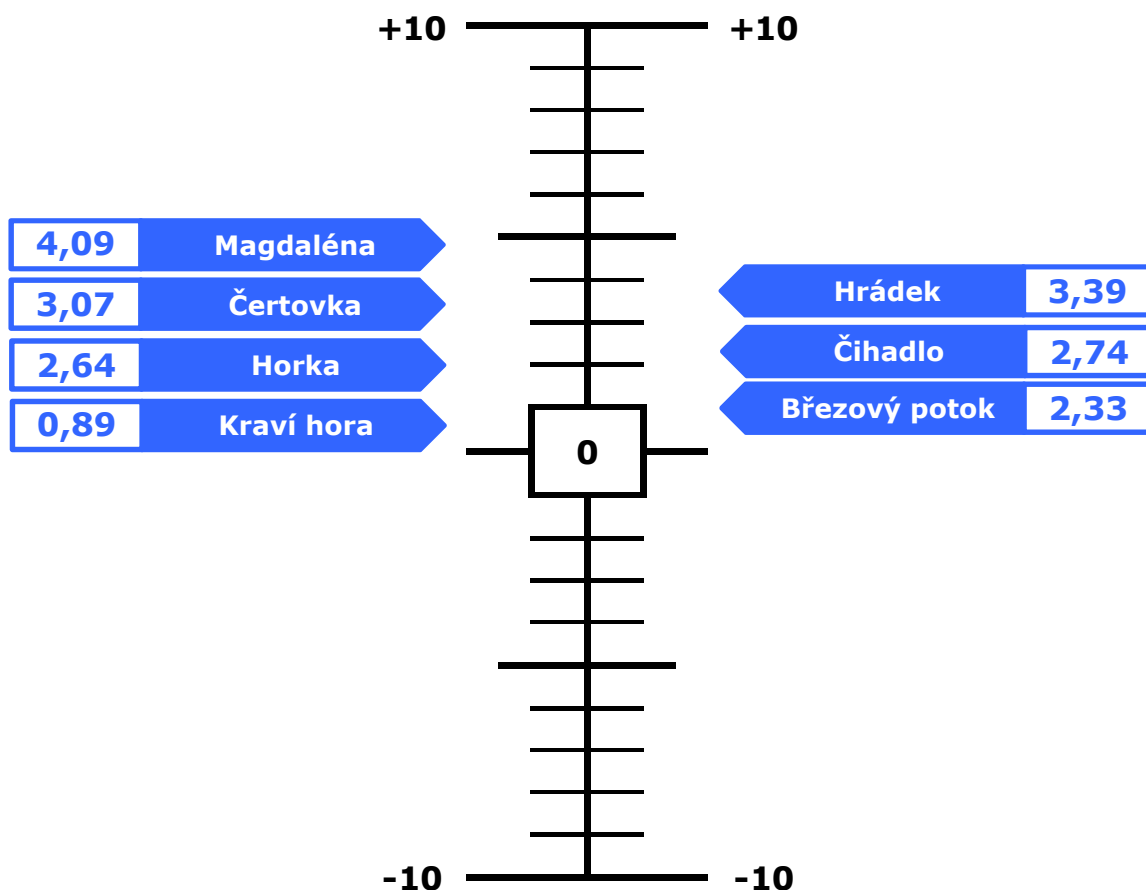 +10 +10
4,09 Magdaléna
Hrádek 3,39
3,07 Čertovka
Čihadlo 2,74
2,64 Horka
Březový potok 2,33
0,89 Kraví hora
0
-10 -10